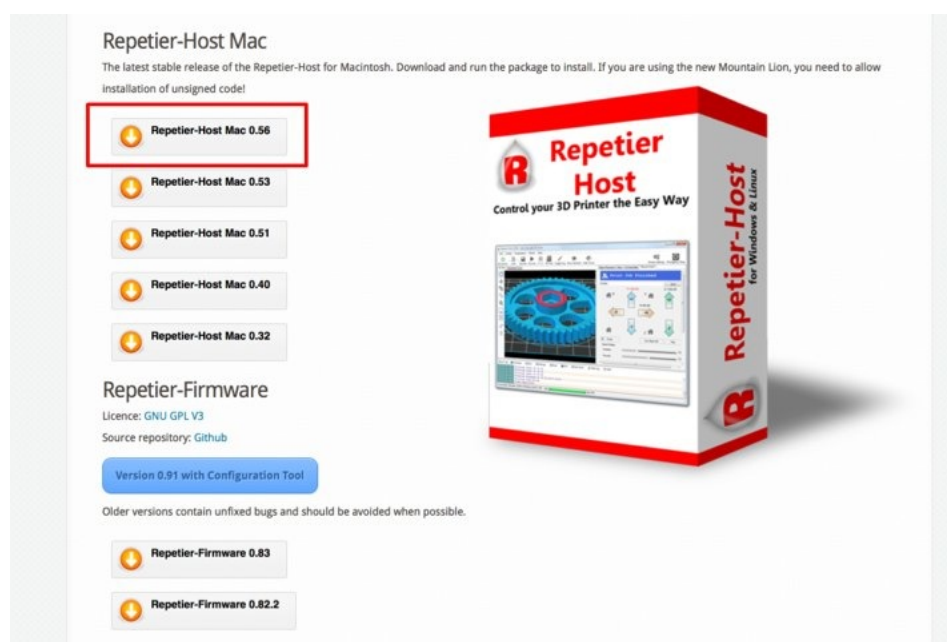 Repetier-Host Mac
The latest stable release of the Repetier-Host for Macintosh. Download and run the package to install. If you are using the new Mountain Lion, you need to allow
installation of unsigned code!
Repetier-Host Mac 0.56
Repetier-Host Mac 0.53
Repetier-Host Mac 0.51
Repetier-Host Mac 0.40
Repetier-Host Mac 0.32
R
Repetier
Host
Control your 3D Printer the Easy Way
Repetier-Host
for Windows & Linux
R
Repetier-Firmware
Licence: GNU GPL V3
Source repository: Github
Version 0.91 with Configuration Tool
Older versions contain unfixed bugs and should be avoided when possible.
Repetier-Firmware 0.83
Repetier-Firmware 0.82.2